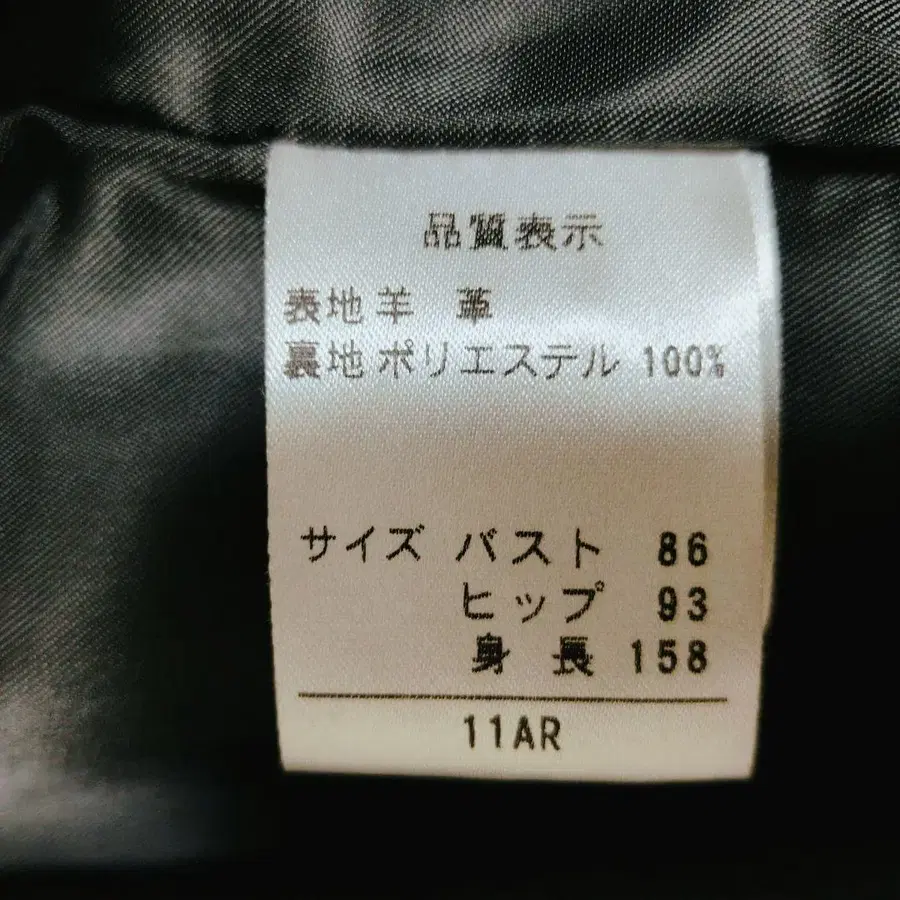 品質表示
表地 羊 革
裏地 ポリエステル 100%
サイズ バスト 86
ヒップ 93
身 長 158
11AR